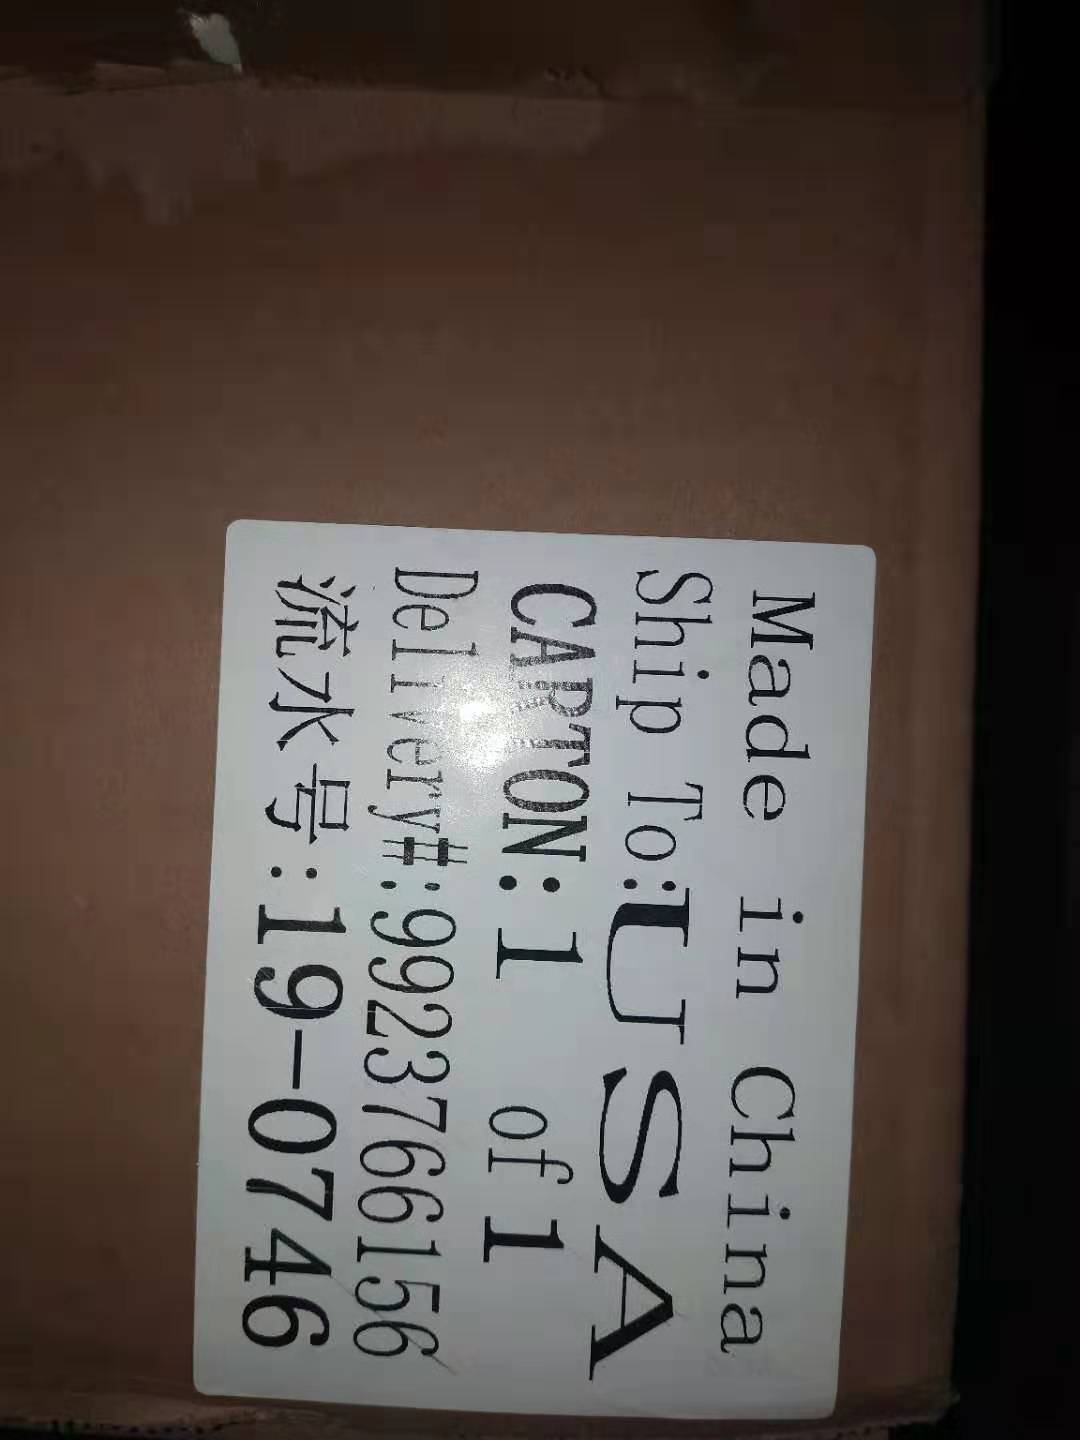 Made in China
Ship To:USA
CARTON:1 of 1
Delivery#:9923766156
流水号:19-0746